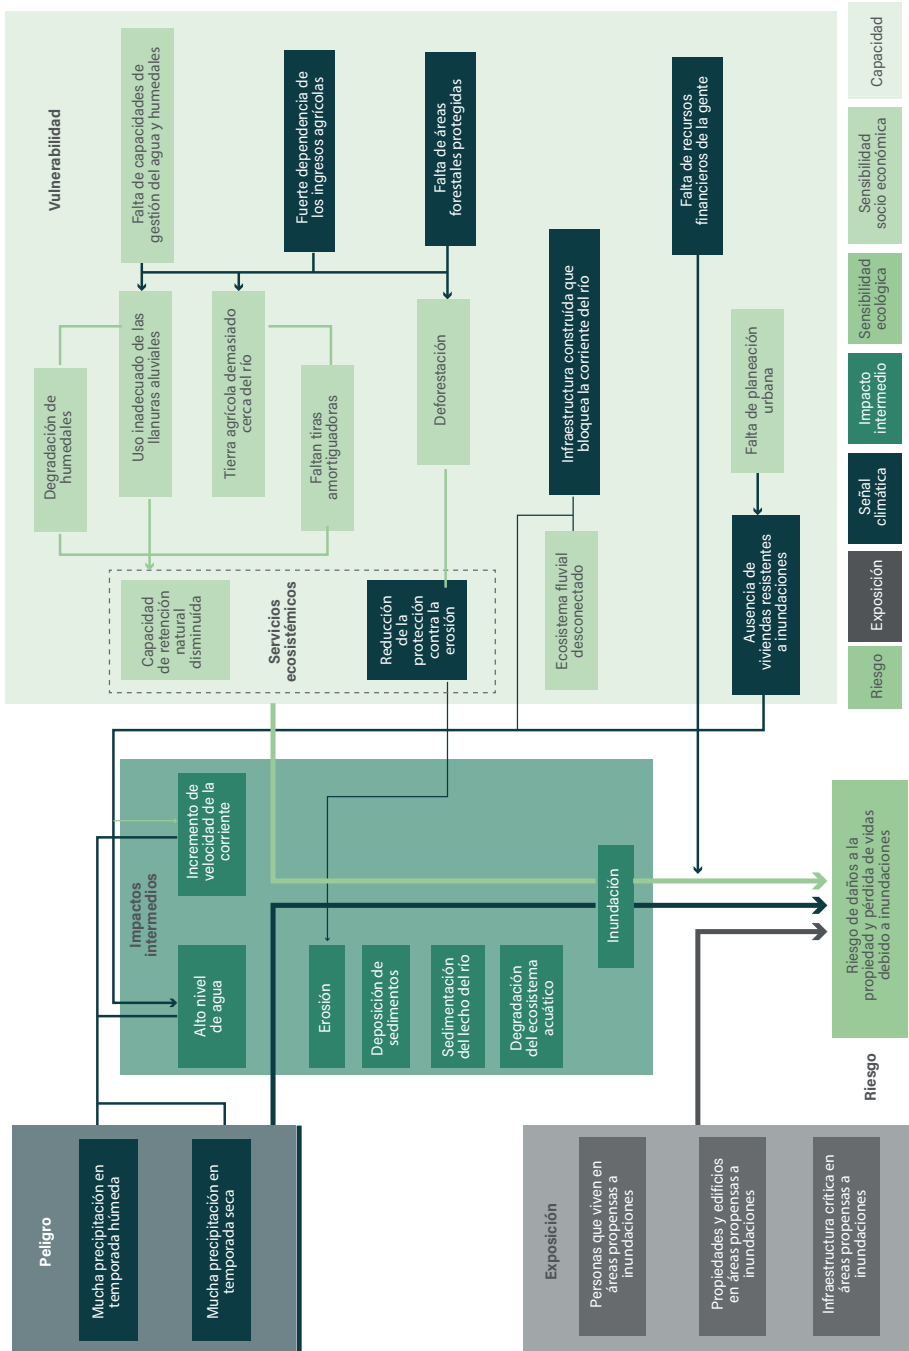 Peligro
Mucha precipitación en
temporada húmeda
Mucha precipitación en
temporada seca
Impactos
intermedios
Alto nivel
de agua
Incremento de
velocidad de la
corriente
Erosión
Deposición de
sedimentos
Sedimentación
del lecho del río
Degradación
del ecosistema
acuático
Inundación
Vulnerabilidad
Degradación de
humedales
Falta de capacidades de
gestión del agua y humedales
Uso inadecuado de las
llanuras aluviales
Capacidad
de retención
natural
disminuida
Tierra agrícola demasiado
cerca del río
Fuerte dependencia de
los ingresos agrícolas
Servicios
ecosistémicos
Faltan tiras
amortiguadoras
Reducción
de la
protección
contra la
erosión
Deforestación
Falta de áreas
forestales protegidas
Infraestructura construída que
bloquea la corriente del río
Ecosistema fluvial
desconectado
Falta de recursos
financieros de la gente
Ausencia de
viviendas resistentes
a inundaciones
Falta de planeación
urbana
Exposición
Personas que viven en
áreas propensas a
inundaciones
Propiedades y edificios
en áreas propensas a
inundaciones
Infraestructura crítica en
áreas propensas a
inundaciones
Riesgo
Riesgo de daños a la
propiedad y pérdida de vidas
debido a inundaciones
Riesgo
Exposición
Señal
climática
Impacto
intermedio
Sensibilidad
ecológica
Sensibilidad
socio económica
Capacidad